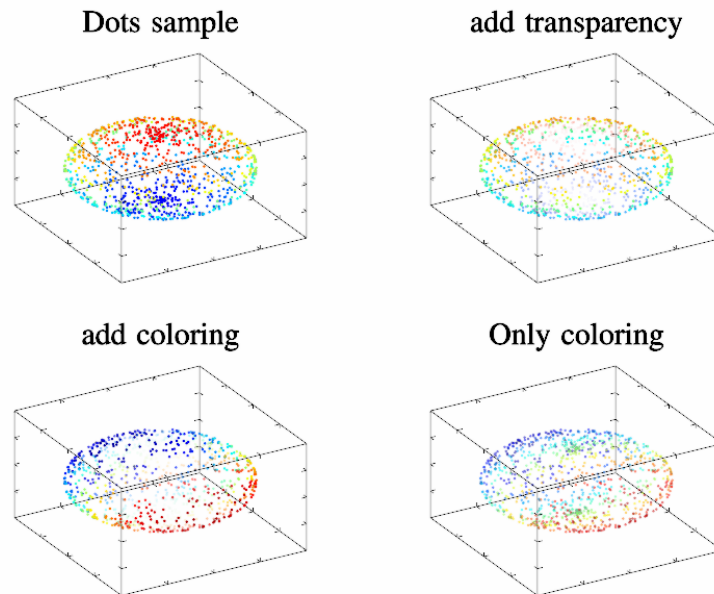 Dots sample
add transparency
add coloring
Only coloring